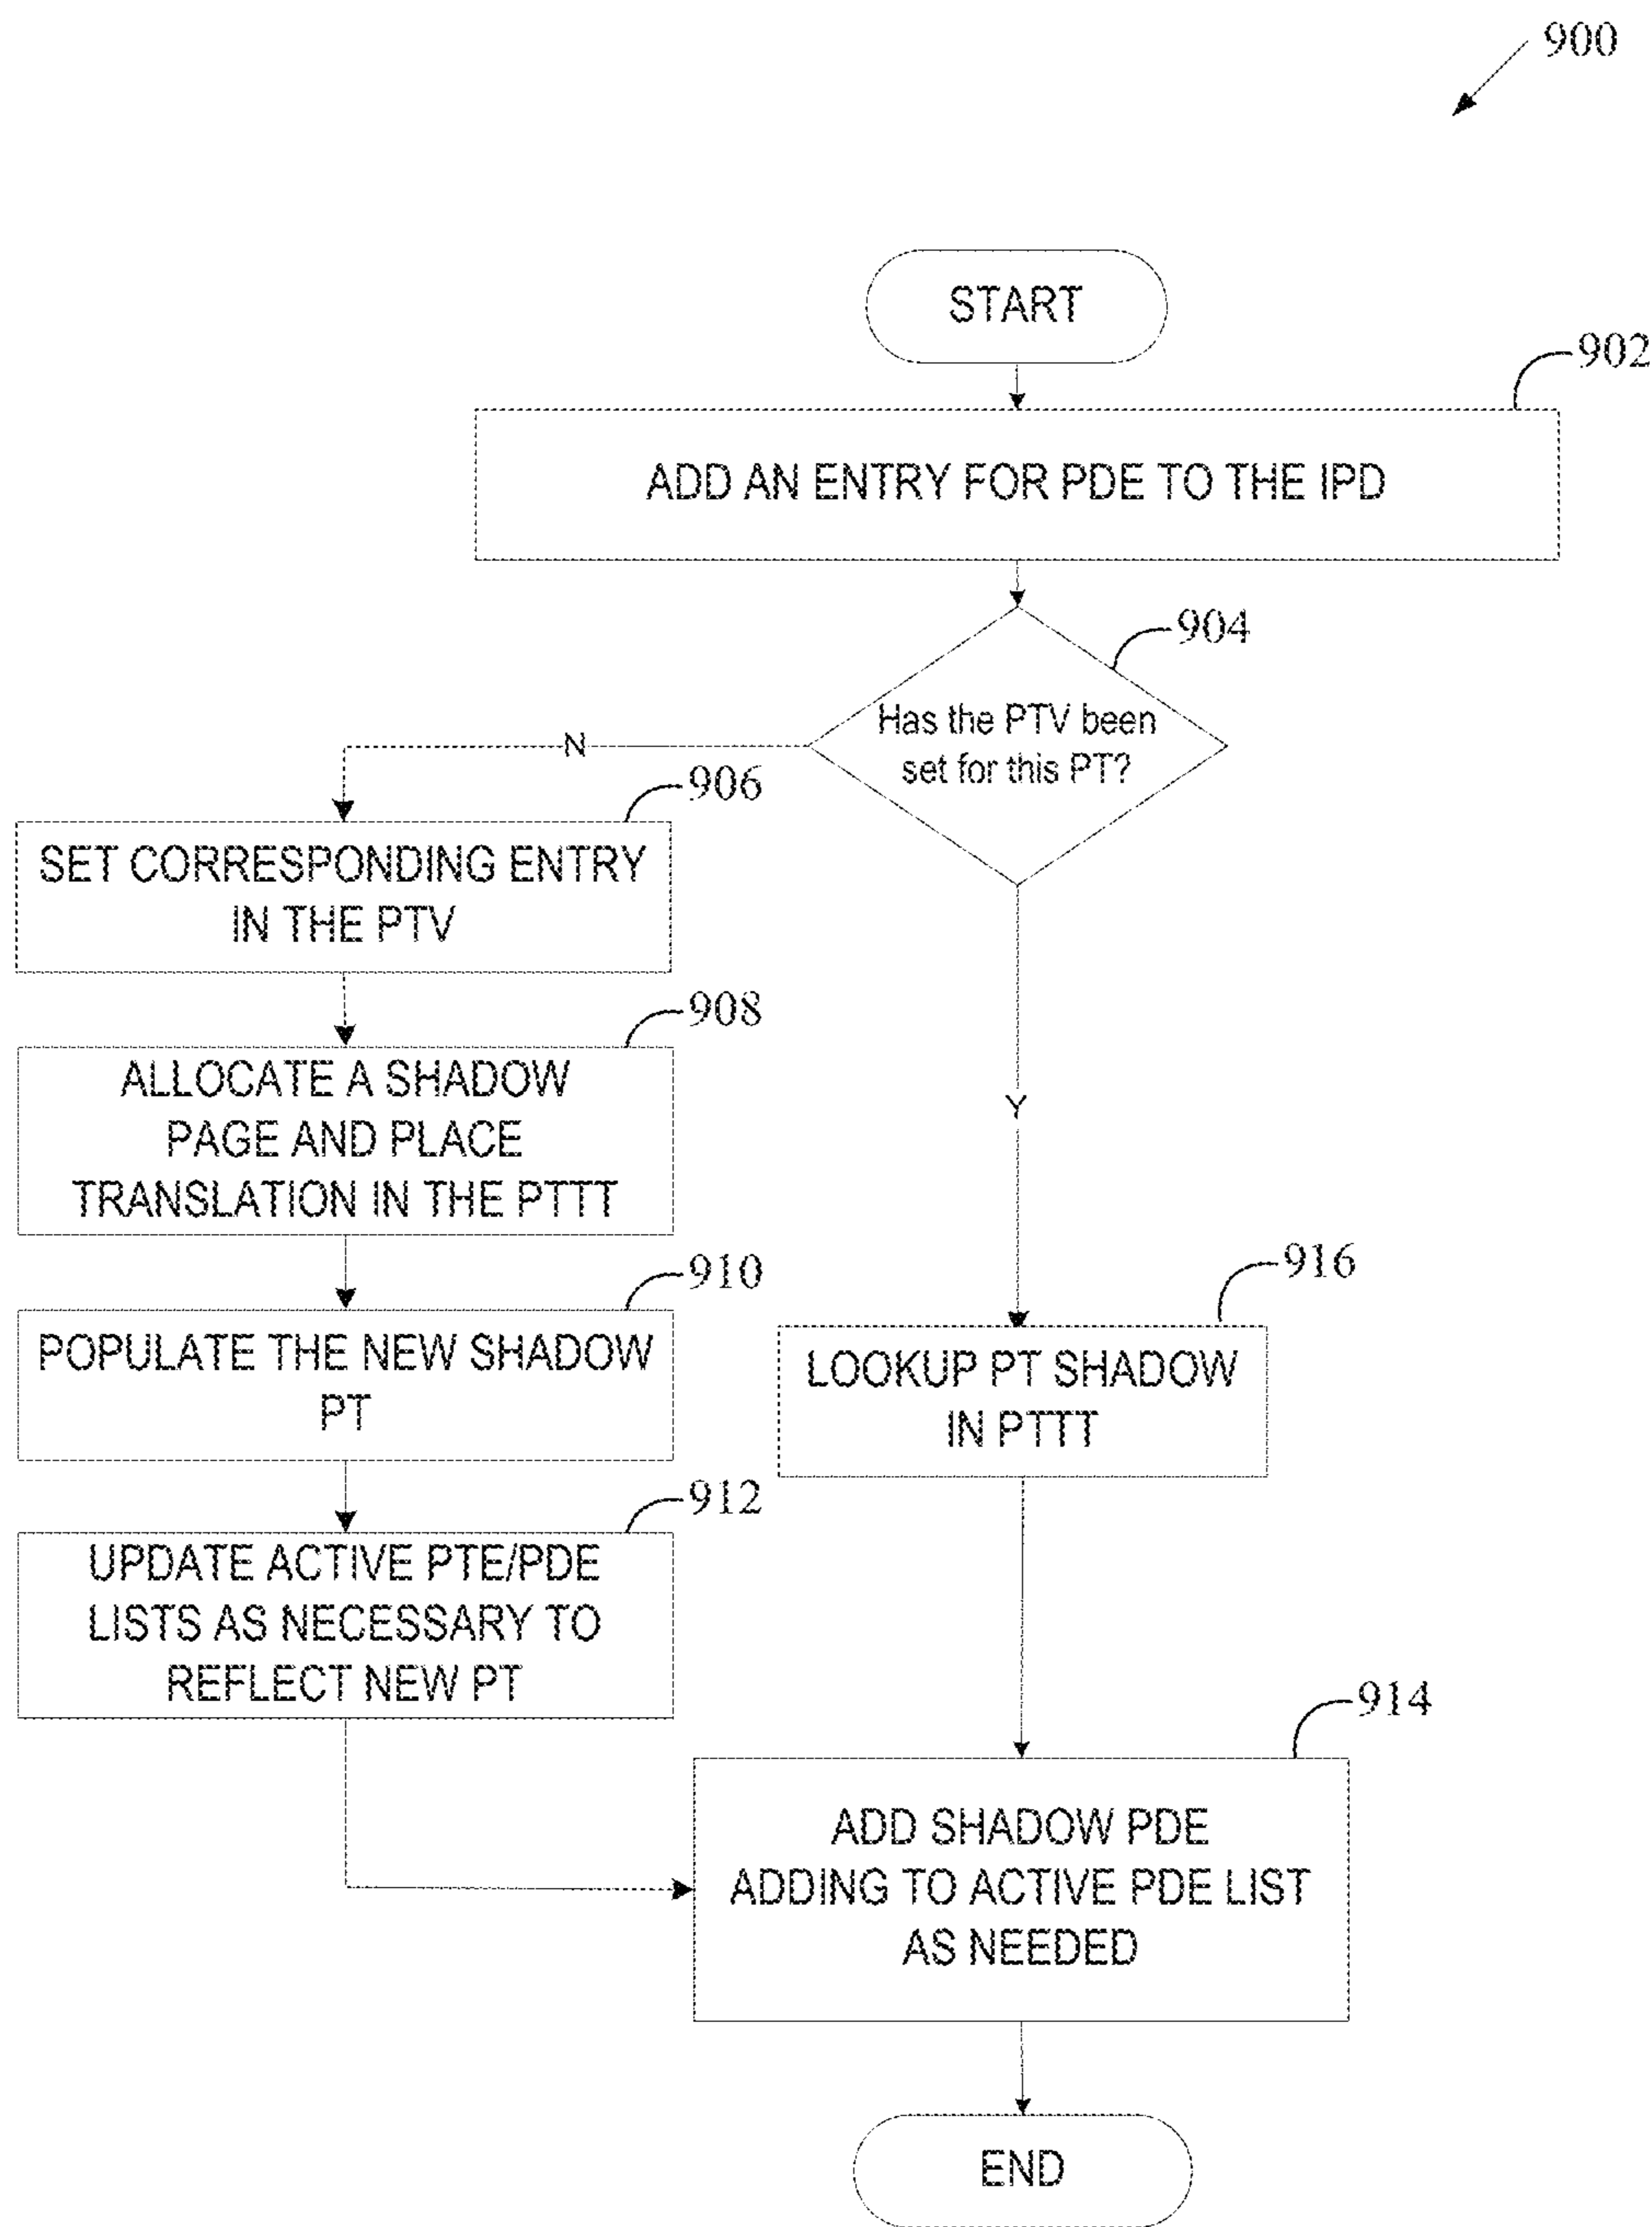 900
START
902
ADD AN ENTRY FOR PDE TO THE IPD
904
Has the PTV been
set for this PT?
N
906
SET CORRESPONDING ENTRY
IN THE PTV
908
ALLOCATE A SHADOW
PAGE AND PLACE
TRANSLATION IN THE PTTT
Y
910
POPULATE THE NEW SHADOW
PT
916
LOOKUP PT SHADOW
IN PTTT
912
UPDATE ACTIVE PTE/PDE
LISTS AS NECESSARY TO
REFLECT NEW PT
914
ADD SHADOW PDE
ADDING TO ACTIVE PDE LIST
AS NEEDED
END